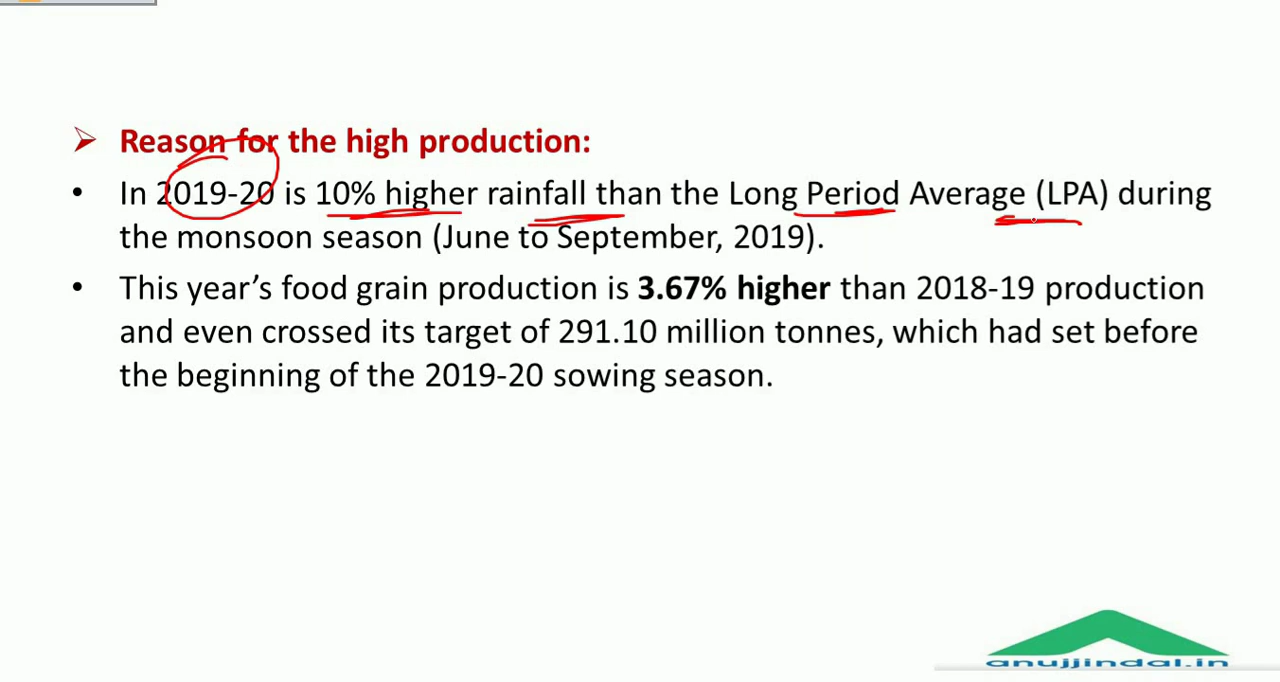 Reason for the high production:
In 2019-20 is 10% higher rainfall than the Long Period Average (LPA) during
the monsoon season (June to September, 2019).
This year’s food grain production is 3.67% higher than 2018-19 production
and even crossed its target of 291.10 million tonnes, which had set before
the beginning of the 2019-20 sowing season.
anujjindal.in